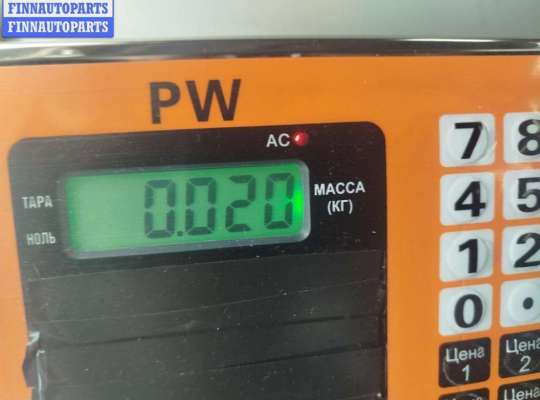 FINNAUTOPARTS
FINNAUTOPARTS
PW
AC
ТАРА
НОЛЬ
0.020
МАССА
(КГ)
7 8
4 5
1 2
0 •
Цена 1
Цена 2